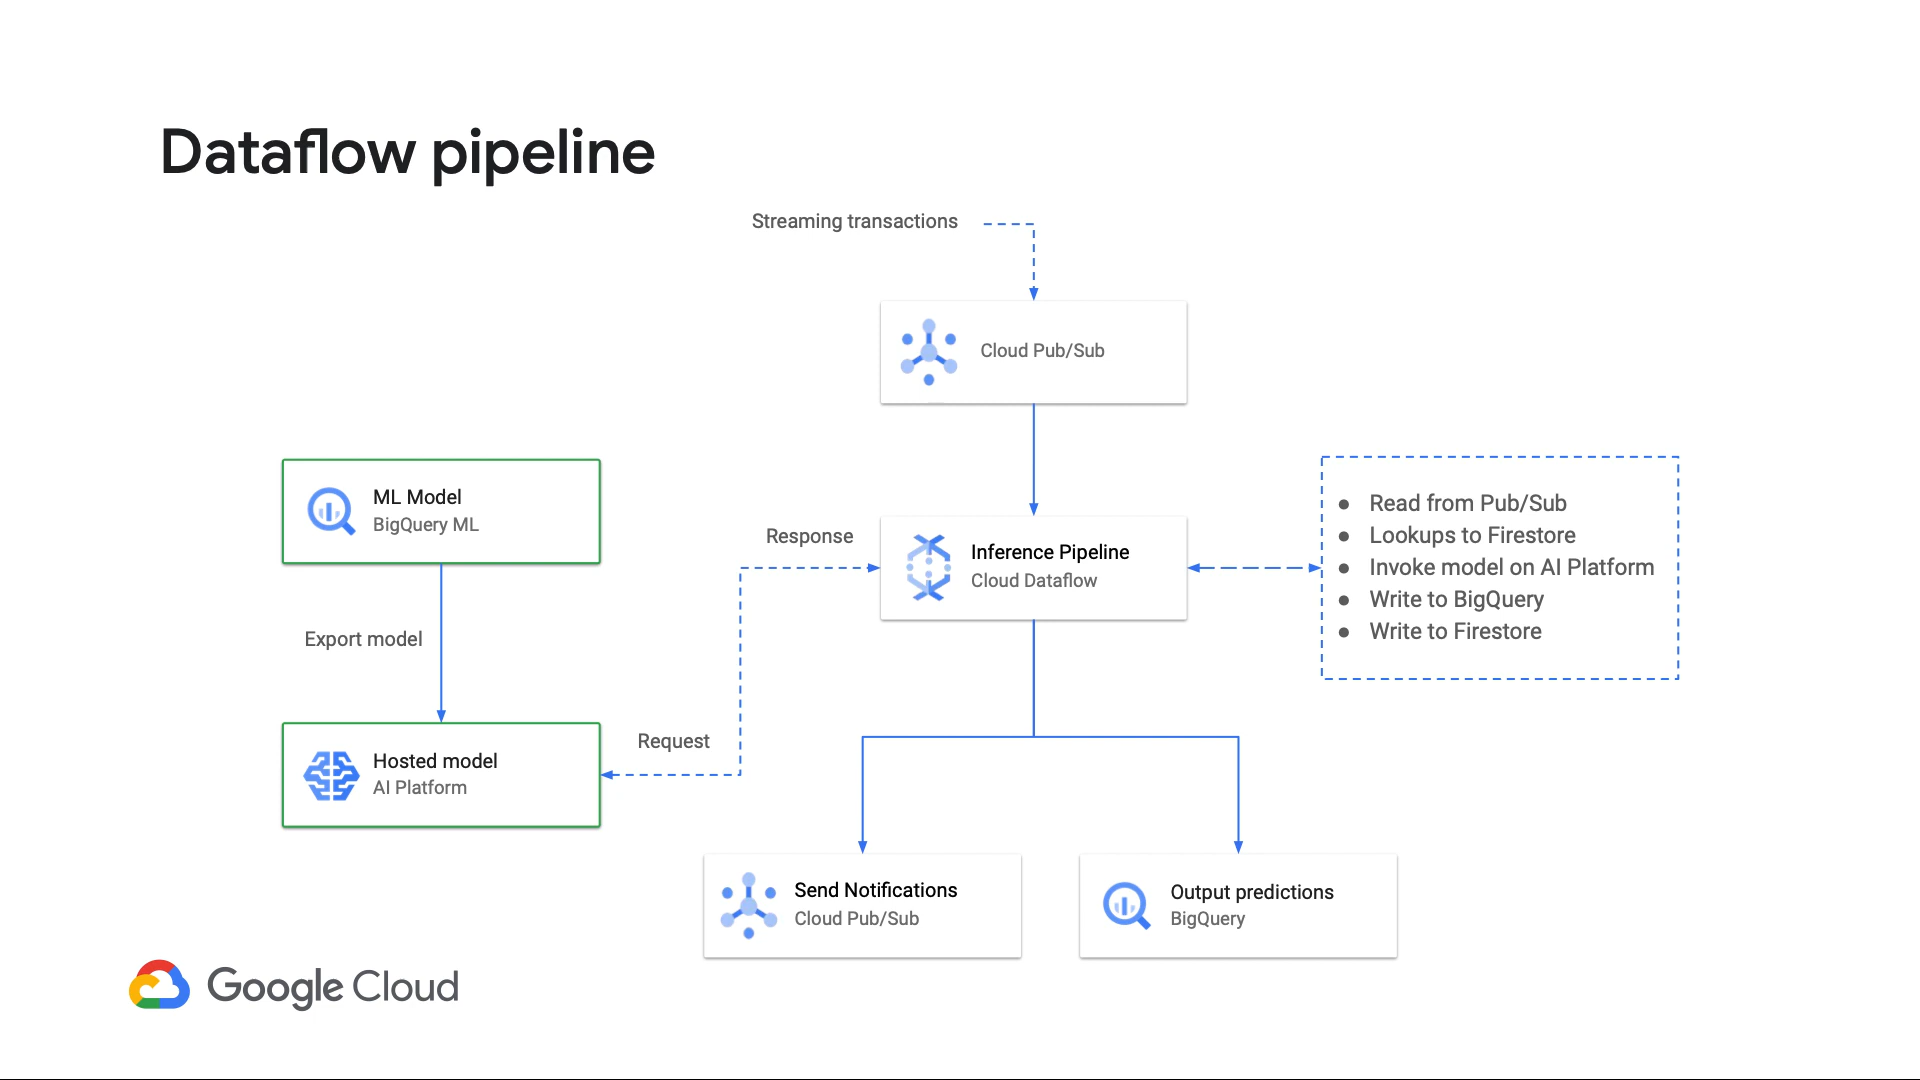 Dataflow pipeline
Streaming transactions
Cloud Pub/Sub
ML Model
BigQuery ML
Export model
Hosted model
AI Platform
Response
Request
Inference Pipeline
Cloud Dataflow
● Read from Pub/Sub
● Lookups to Firestore
● Invoke model on AI Platform
● Write to BigQuery
● Write to Firestore
Send Notifications
Cloud Pub/Sub
Output predictions
BigQuery
Google Cloud